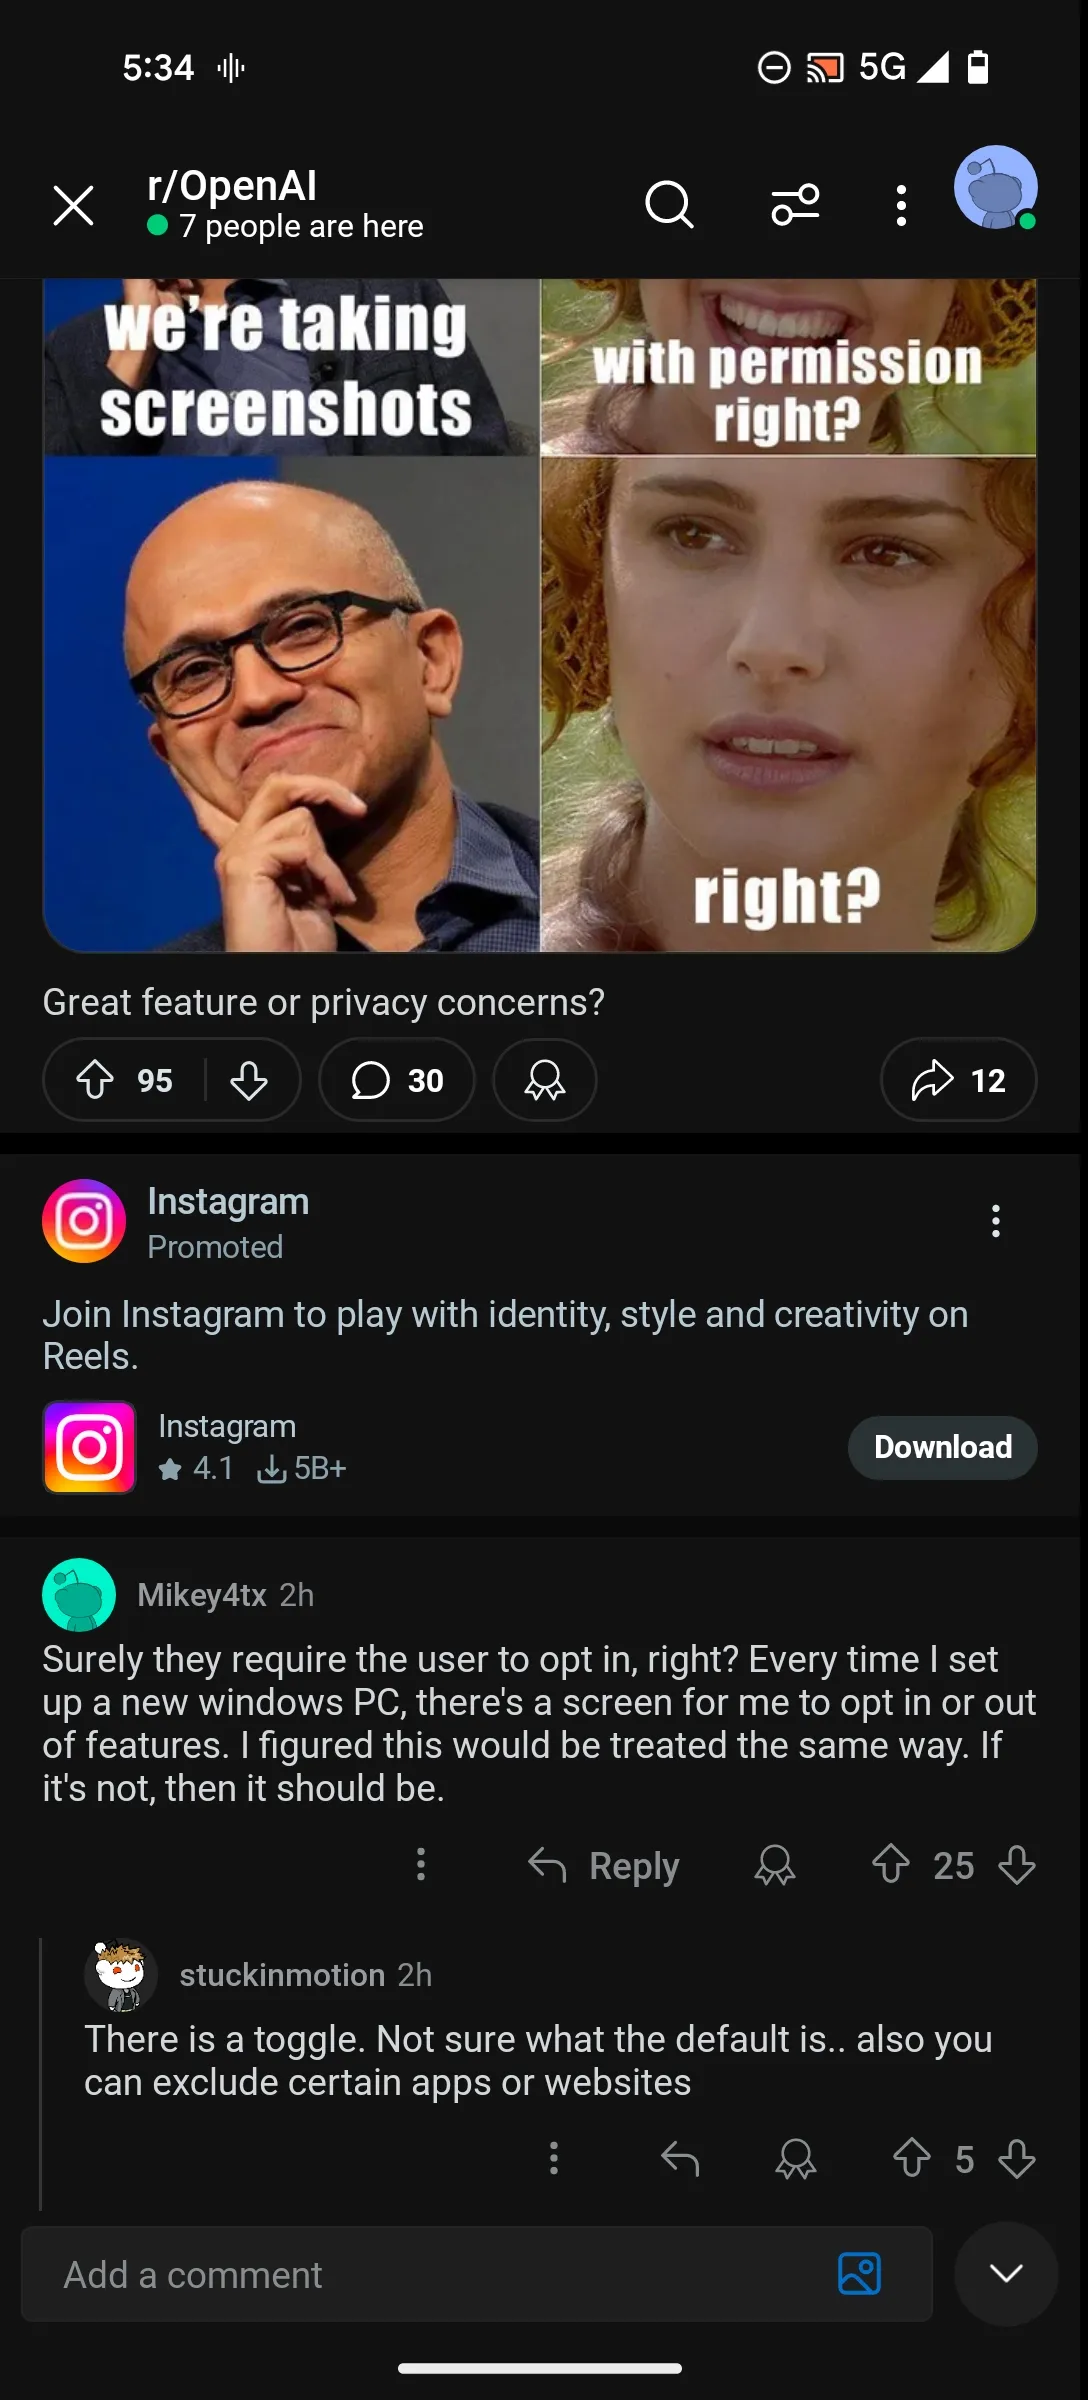 5:34
5G
r/OpenAI
7 people are here
we’re taking
screenshots
with permission
right?
right?
Great feature or privacy concerns?
95
30
12
Instagram
Promoted
Join Instagram to play with identity, style and creativity on
Reels.
Instagram
4.1 5B+
Download
Mikey4tx 2h
Surely they require the user to opt in, right? Every time I set
up a new windows PC, there's a screen for me to opt in or out
of features. I figured this would be treated the same way. If
it's not, then it should be.
Reply
25
stuckinmotion 2h
There is a toggle. Not sure what the default is.. also you
can exclude certain apps or websites
5
Add a comment